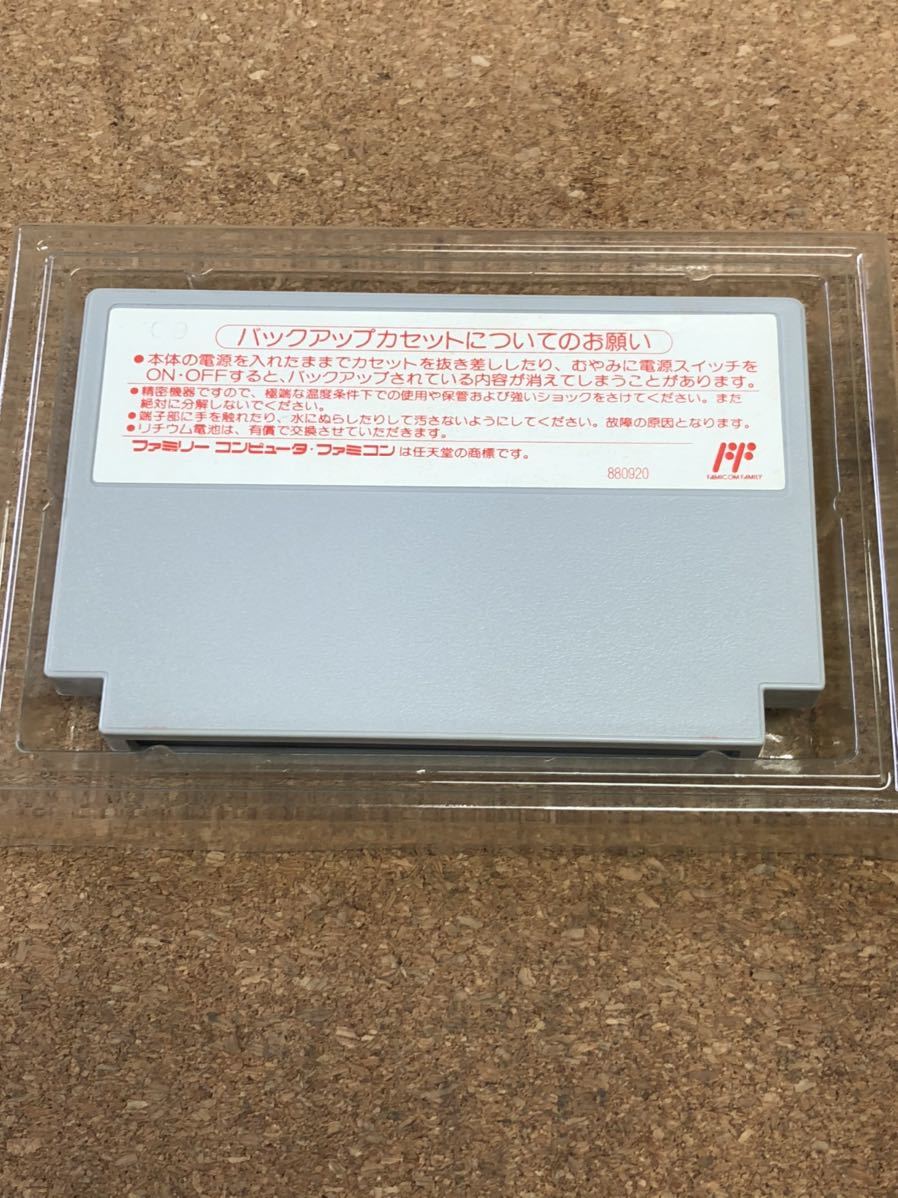 バックアップカセットについてのお願い
●本体の電源を入れたままでカセットを抜き差ししたり、むやみに電源スイッチを
ON・OFFすると、バックアップされている内容が消えてしまうことがあります。
●精密機器ですので、極端な温度条件下での使用や保管および強いショックをさけてください。また
絶対に分解しないでください。
●端子部に手を触れたり、水にぬらしたりして汚さないようにしてください。故障の原因となります。
●リチウム電池は、有償で交換させていただきます。
ファミリー コンピュータ・ファミコンは任天堂の商標です。
880920
FAMICOM FAMILY